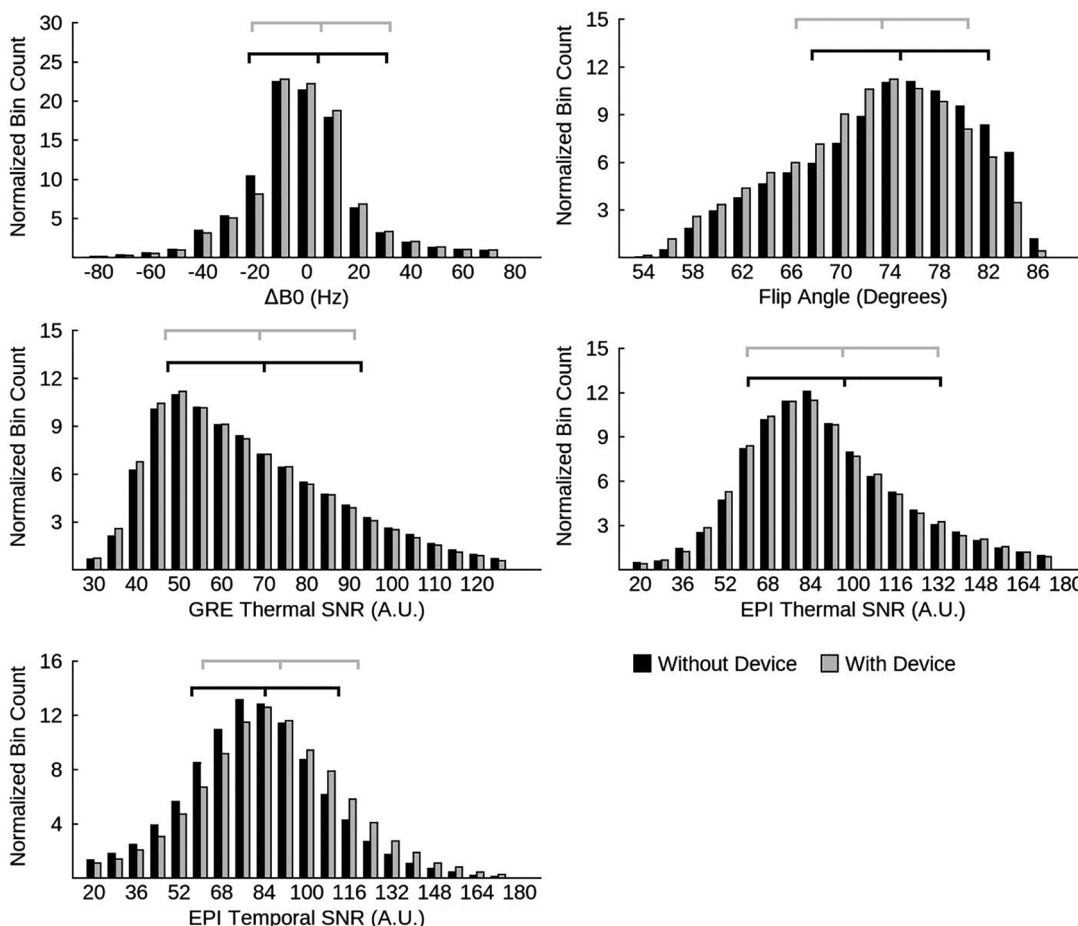 Normalized Bin Count
30
25
20
15
10
5
-80 -60 -40 -20 0 20 40 60 80
ΔB0 (Hz)
Normalized Bin Count
15
12
9
6
3
54 58 62 66 70 74 78 82 86
Flip Angle (Degrees)
Normalized Bin Count
15
12
9
6
3
30 40 50 60 70 80 90 100 110 120
GRE Thermal SNR (A.U.)
Normalized Bin Count
15
12
9
6
3
20 36 52 68 84 100 116 132 148 164 180
EPI Thermal SNR (A.U.)
Normalized Bin Count
16
12
8
4
20 36 52 68 84 100 116 132 148 164 180
EPI Temporal SNR (A.U.)
Without Device With Device